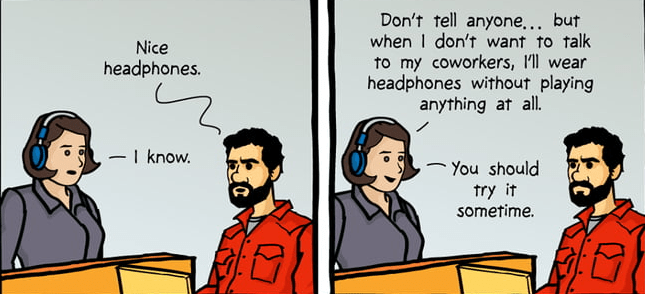 Nice
headphones.
I know.
Don't tell anyone... but
when I don't want to talk
to my coworkers, I'll wear
headphones without playing
anything at all.
You should
try it
sometime.